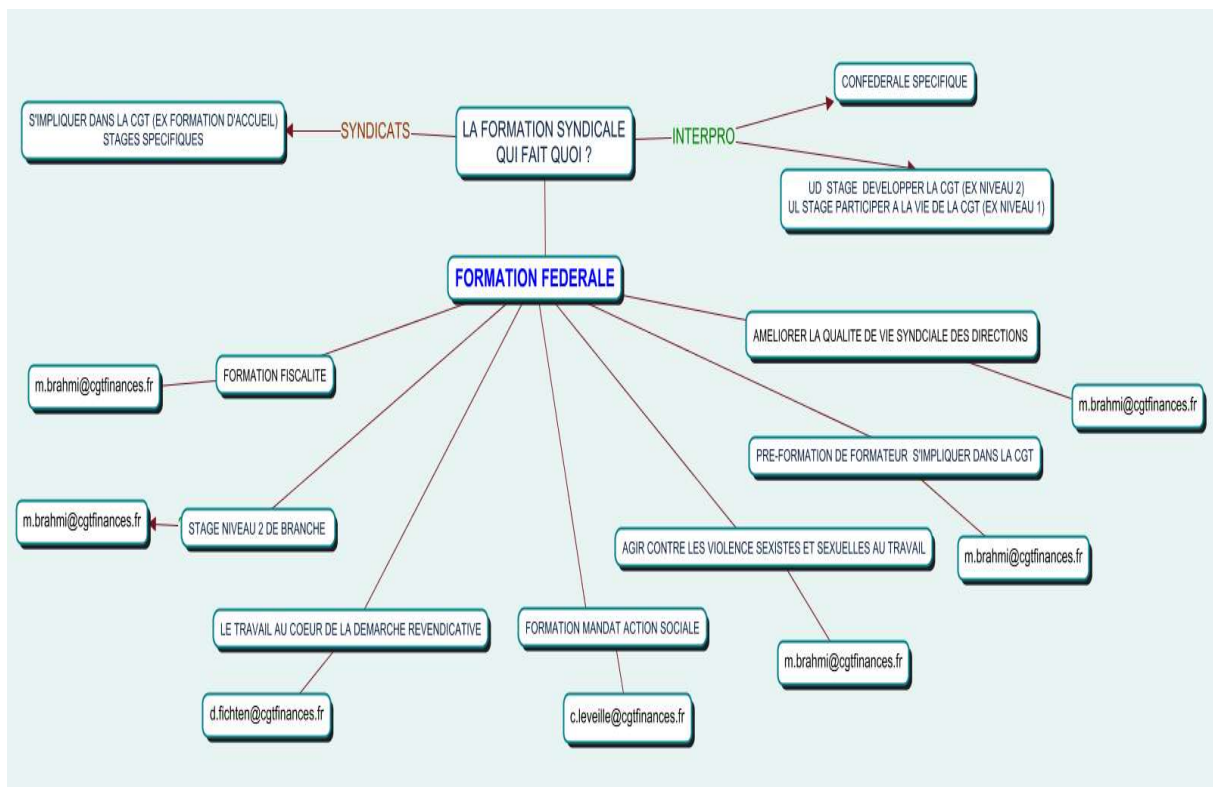 CONFEDERALE SPECIFIQUE
S'IMPLIQUER DANS LA CGT (EX FORMATION D'ACCUEIL)
STAGES SPECIFIQUES
SYNDICATS
LA FORMATION SYNDICALE
QUI FAIT QUOI ?
INTERPRO
UD STAGE DEVELOPPER LA CGT (EX NIVEAU 2)
UL STAGE PARTICIPER A LA VIE DE LA CGT (EX NIVEAU 1)
FORMATION FEDERALE
AMELIORER LA QUALITE DE VIE SYNDCIALE DES DIRECTIONS
m.brahmi@cgtfinances.fr
FORMATION FISCALITE
m.brahmi@cgtfinances.fr
PRE-FORMATION DE FORMATEUR S'IMPLIQUER DANS LA CGT
m.brahmi@cgtfinances.fr
STAGE NIVEAU 2 DE BRANCHE
m.brahmi@cgtfinances.fr
AGIR CONTRE LES VIOLENCE SEXISTES ET SEXUELLES AU TRAVAIL
m.brahmi@cgtfinances.fr
LE TRAVAIL AU COEUR DE LA DEMARCHE REVENDICATIVE
d.fichten@cgtfinances.fr
FORMATION MANDAT ACTION SOCIALE
c.leveille@cgtfinances.fr